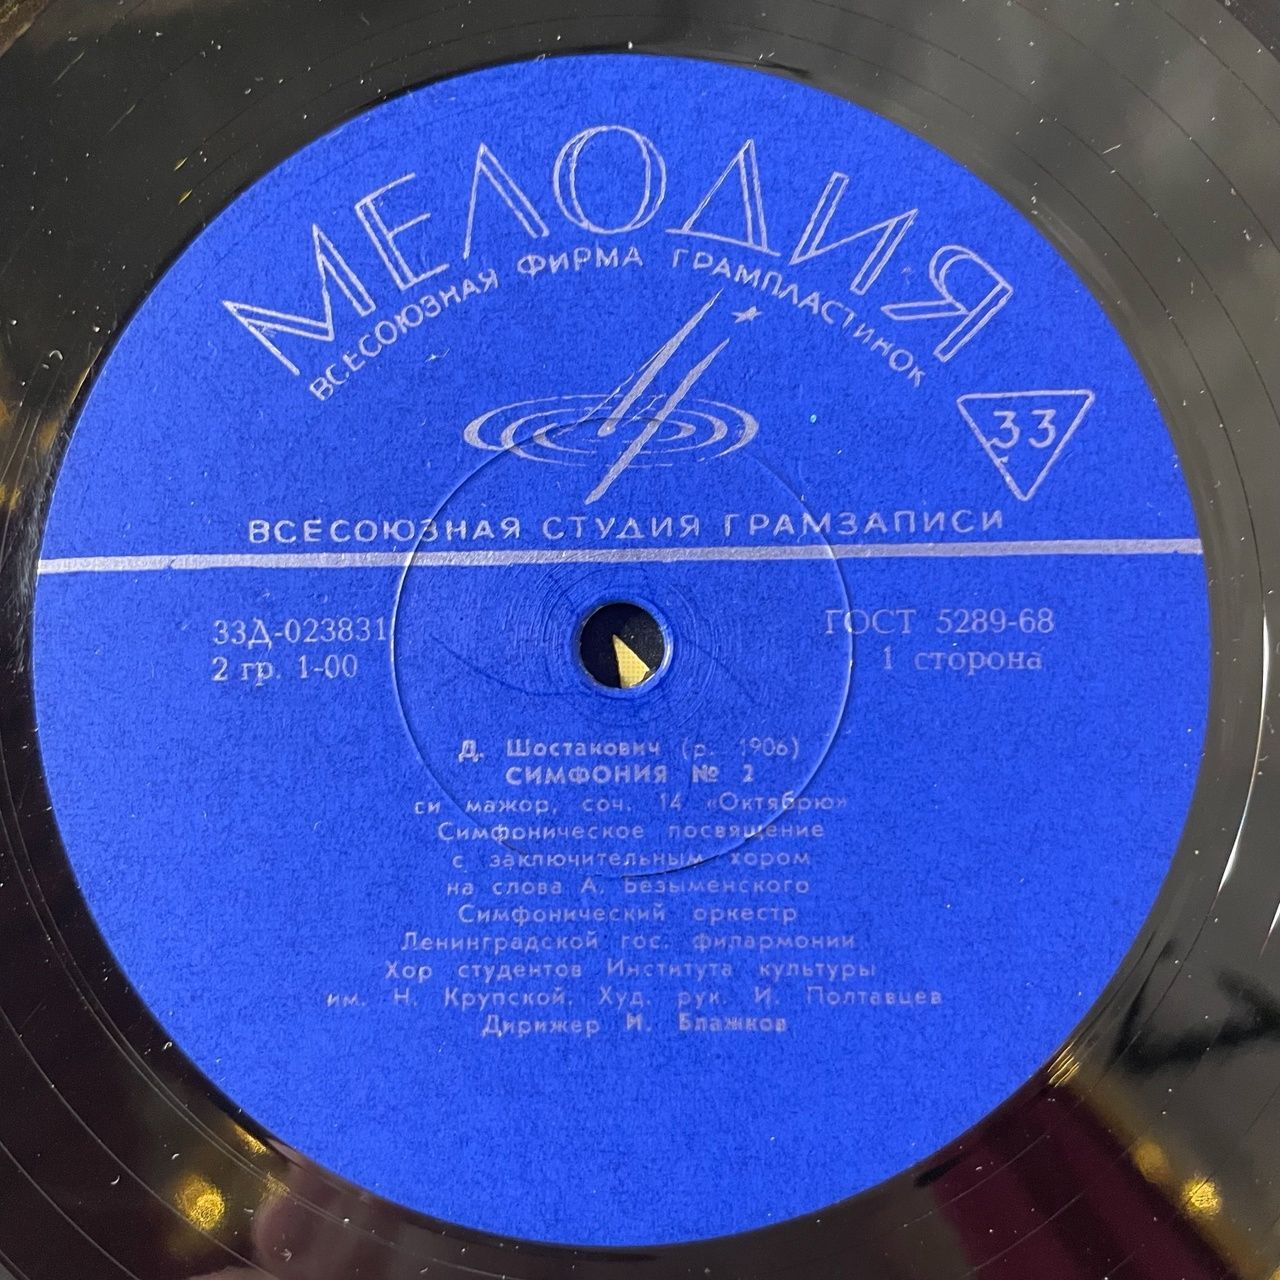 МЕЛОДИЯ
ВСЕСОЮЗНАЯ ФИРМА ГРАМПЛАСТИНОК
33
ВСЕСОЮЗНАЯ СТУДИЯ ГРАМЗАПИСИ
33Д-023831
ГОСТ 5289-68
2 гр. 1-00
1 сторона
Д. Шостакович (р. 1906)
СИМФОНИЯ № 2
си мажор, соч. 14 «Октябрю»
Симфоническое посвящение
с заключительным хором
на слова А. Безыменского
Симфонический оркестр
Ленинградской гос. филармонии
Хор студентов Института культуры
им. Н. Крупской. Худ. рук. И. Полтавцев
Дирижер И. Блажков